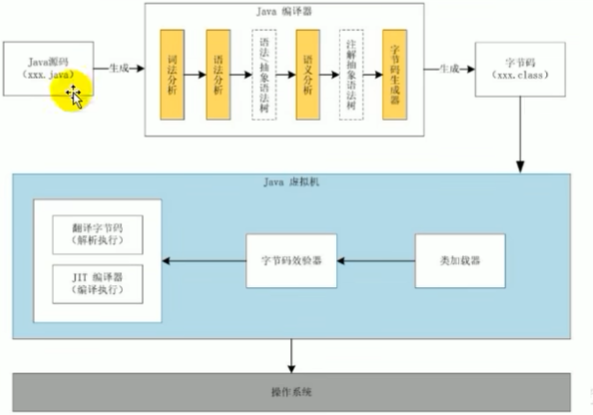 Java 编译器
Java源码
（xxx.java）
生成
词法分析
语法分析
语法/抽象语法树
语义分析
注解抽象语法树
字节码生成器
生成
字节码
（xxx.class）
Java 虚拟机
翻译字节码
（解析执行）
JIT 编译器
（编译执行）
字节码效验器
类加载器
操作系统